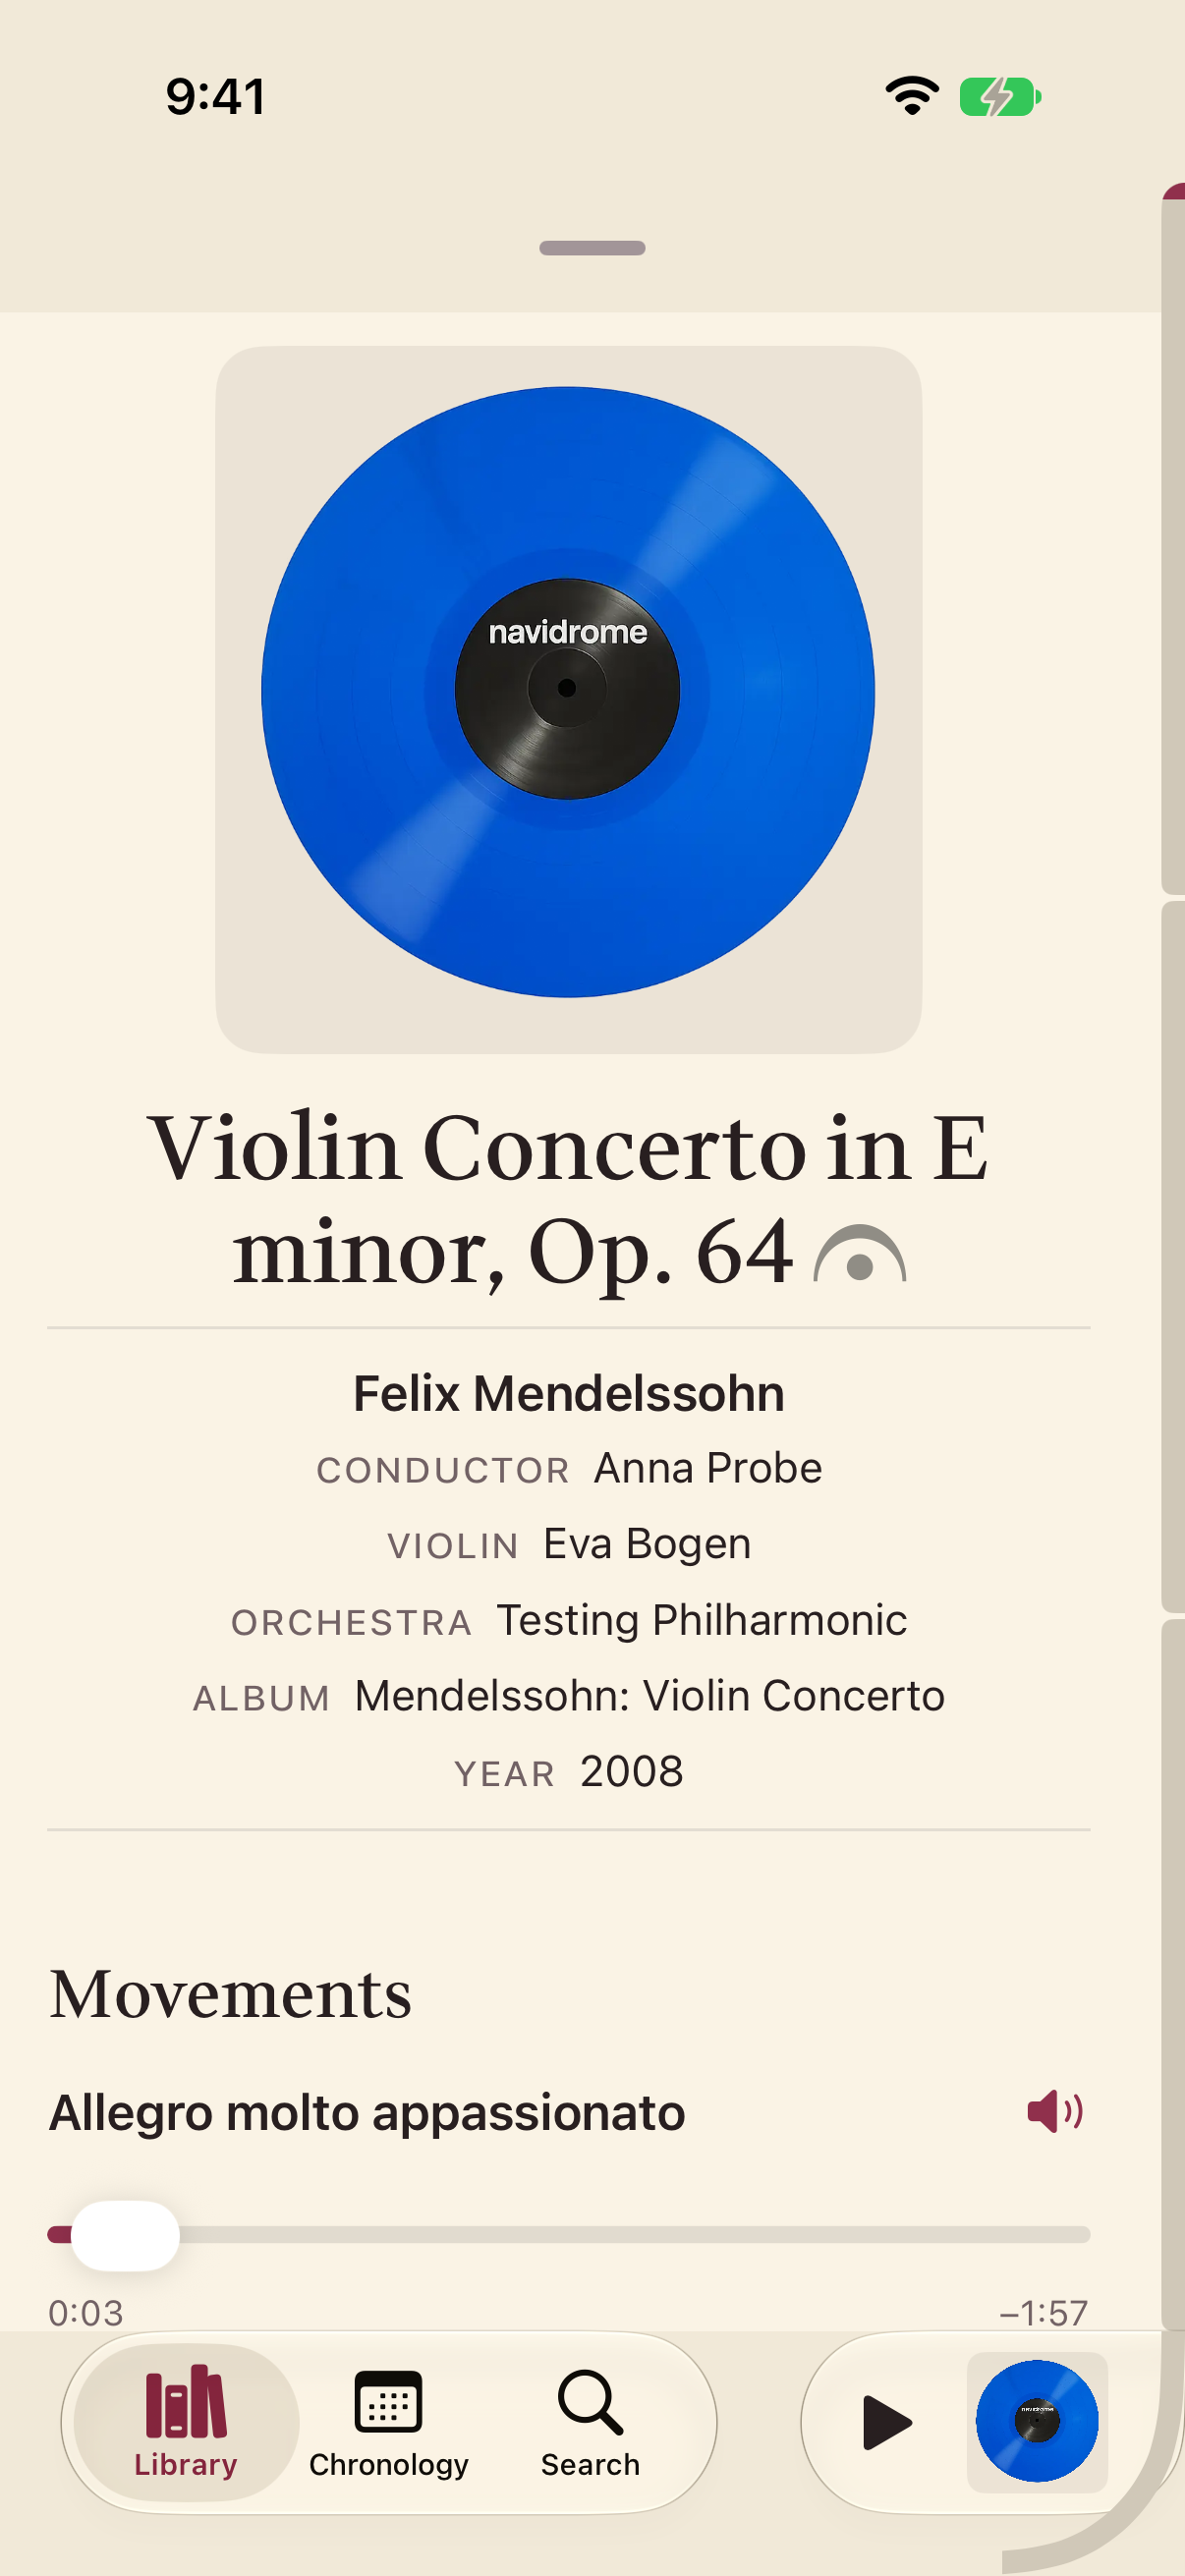 9:41
navidrome
Violin Concerto in E
minor, Op. 64
Felix Mendelssohn
CONDUCTOR Anna Probe
VIOLIN Eva Bogen
ORCHESTRA Testing Philharmonic
ALBUM Mendelssohn: Violin Concerto
YEAR 2008
Movements
Allegro molto appassionato
0:03 –1:57
Library Chronology Search
navidrome